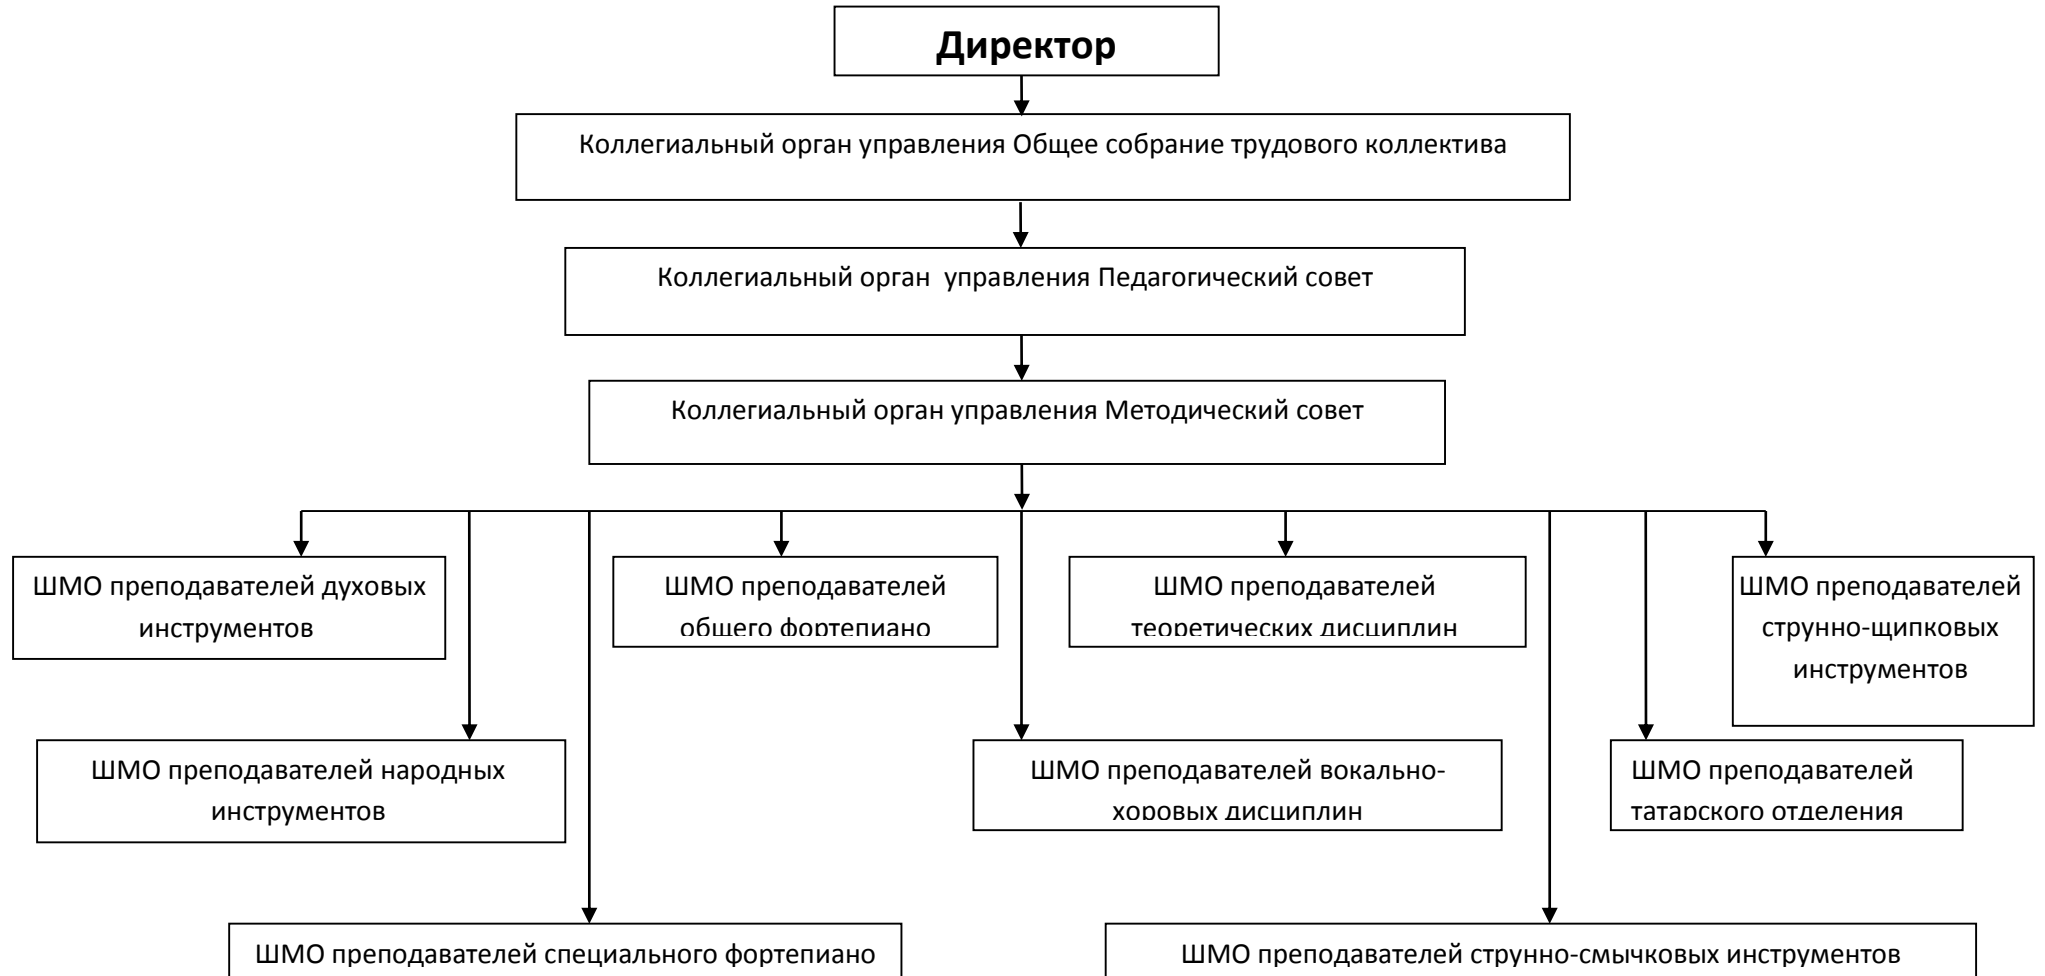 Директор
Коллегиальный орган управления Общее собрание трудового коллектива
Коллегиальный орган  управления Педагогический совет
Коллегиальный орган управления Методический совет
ШМО преподавателей духовых
инструментов
ШМО преподавателей
общего фортепиано
ШМО преподавателей
теоретических дисциплин
ШМО преподавателей
струнно-щипковых
инструментов
ШМО преподавателей народных
инструментов
ШМО преподавателей вокально-
хоровых дисциплин
ШМО преподавателей
татарского отделения
ШМО преподавателей специального фортепиано
ШМО преподавателей струнно-смычковых инструментов